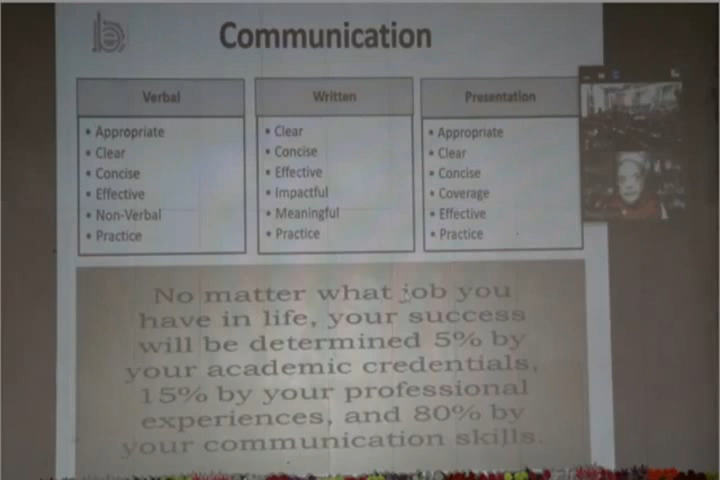 Communication
Verbal
• Appropriate
• Clear
• Concise
• Effective
• Non-Verbal
• Practice
Written
• Clear
• Concise
• Effective
• Impactful
• Meaningful
• Practice
Presentation
• Appropriate
• Clear
• Concise
• Coverage
• Effective
• Practice
No matter what job you
have in life, your success
will be determined 5% by
your academic credentials,
15% by your professional
experiences, and 80% by
your communication skills.